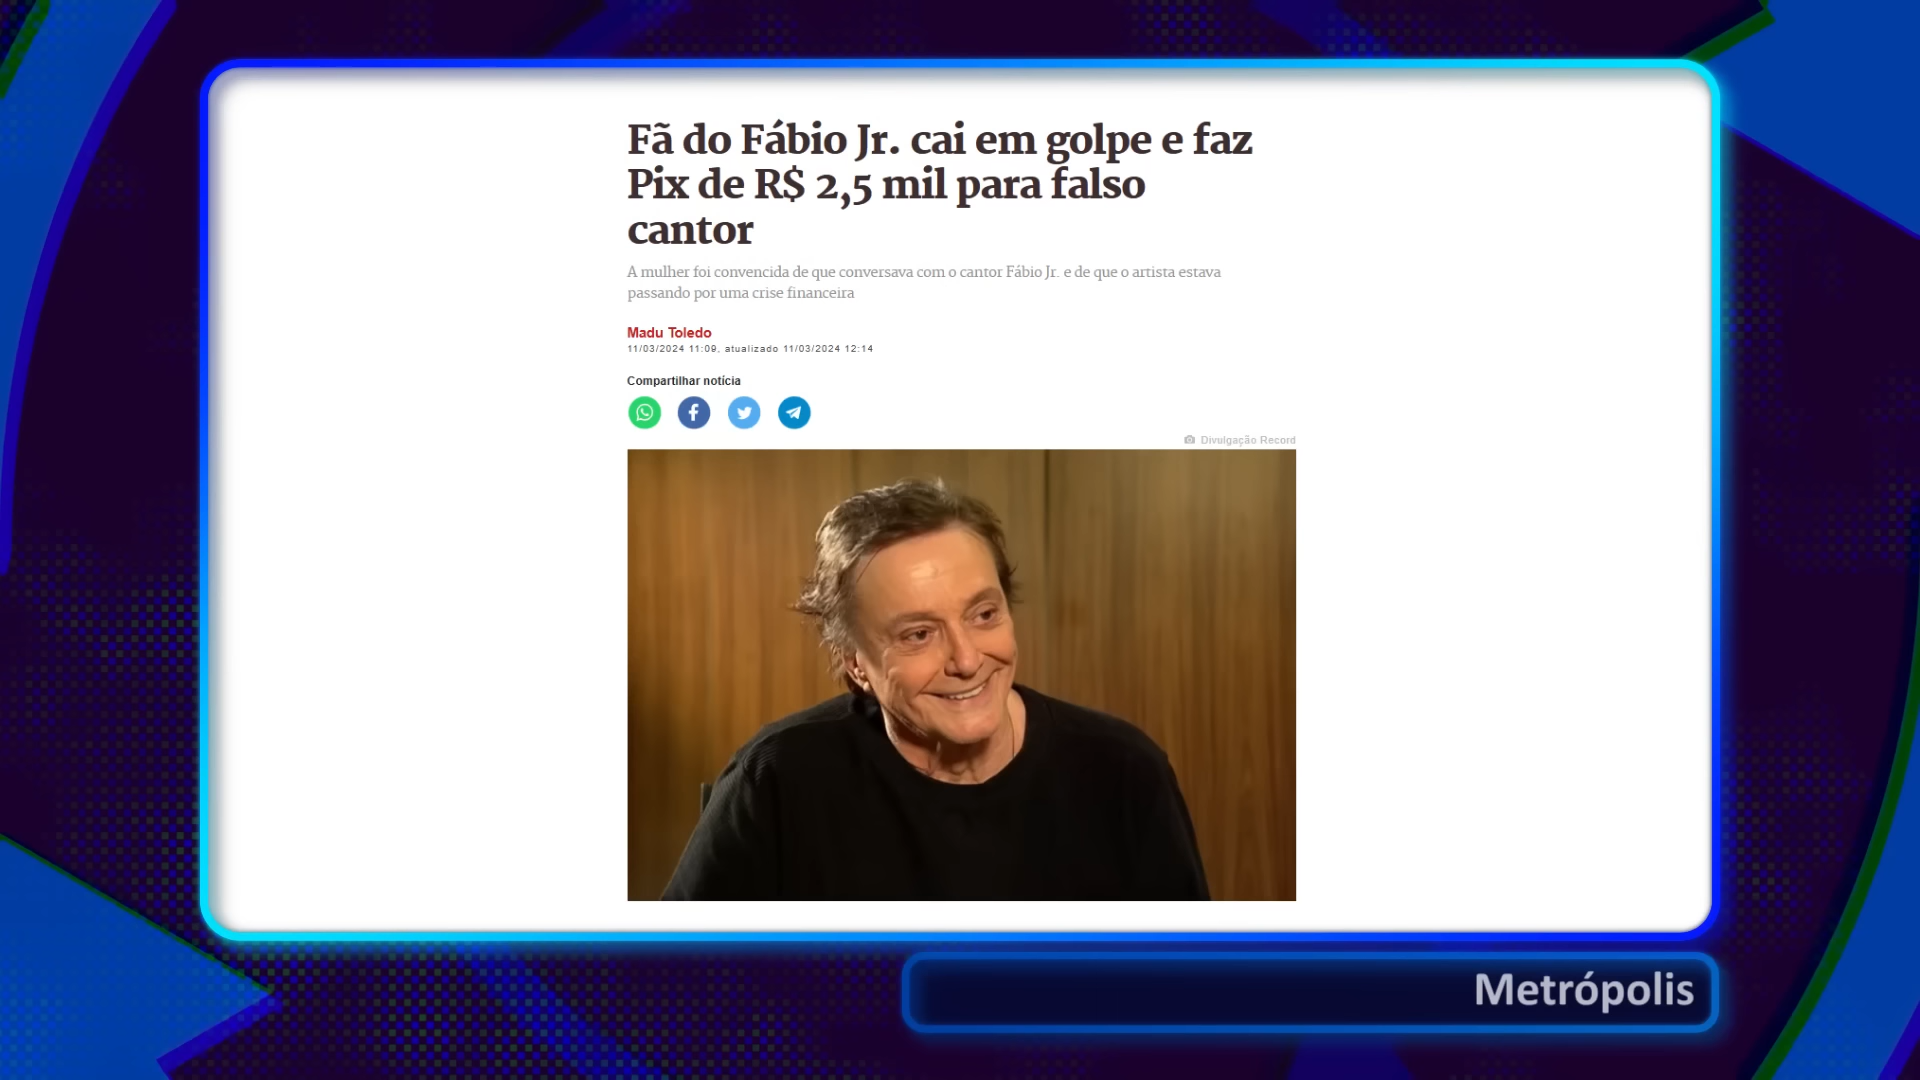 Fã do Fábio Jr. cai em golpe e faz
Pix de R$ 2,5 mil para falso
cantor
A mulher foi convencida de que conversava com o cantor Fábio Jr. e de que o artista estava
passando por uma crise financeira
Madu Toledo
11/03/2024 11:09, atualizado 11/03/2024 12:14
Compartilhar notícia
Divulgação Record
Metrópolis